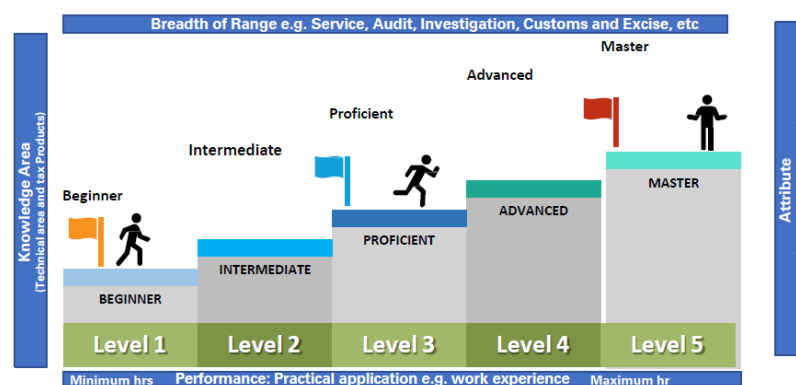 Breadth of Range e.g. Service, Audit, Investigation, Customs and Excise, etc
Master
Advanced
Proficient
Intermediate
Beginner
Knowledge Area
(Technical area and tax Products)
Attribute
MASTER
ADVANCED
PROFICIENT
INTERMEDIATE
BEGINNER
Level 1
Level 2
Level 3
Level 4
Level 5
Minimum hrs Performance: Practical application e.g. work experience Maximum hr